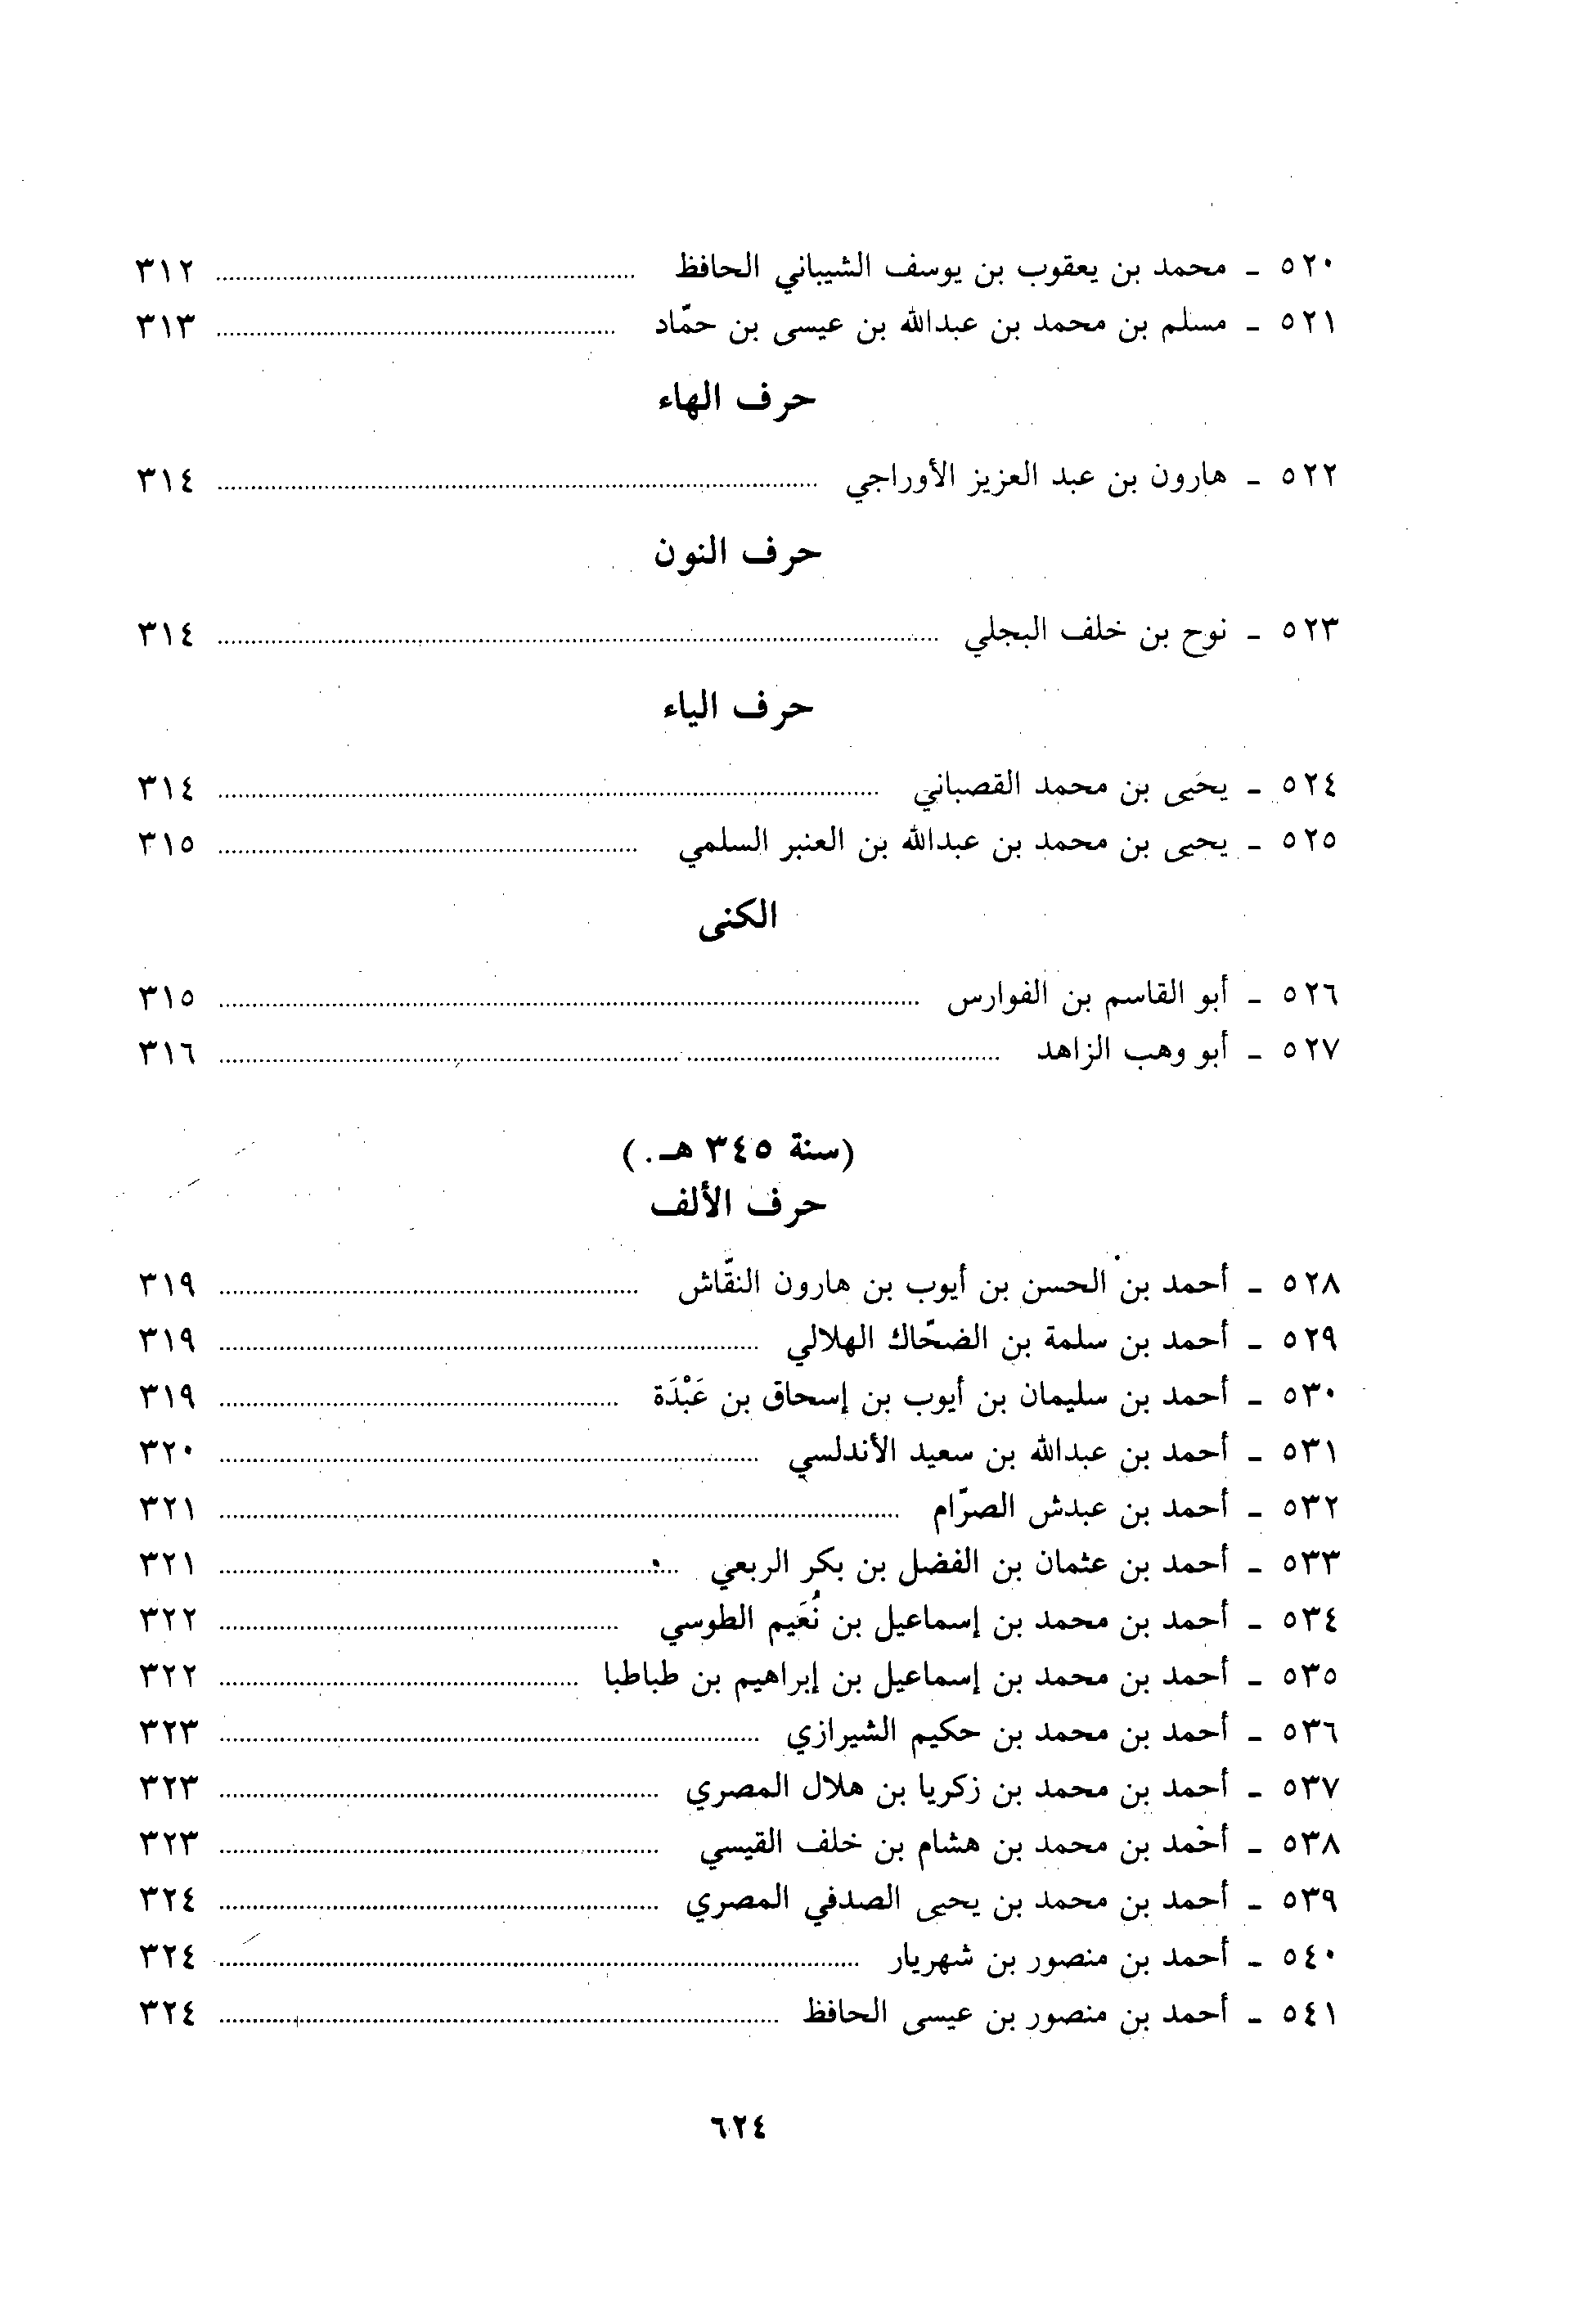 ٥٢٠ - محمد بن يعقوب بن يوسف الشيباني الحافظ ........ ٣١٢
٥٢١ - مسلم بن محمد بن عبدالله بن عيسى بن حمّاد ........ ٣١٣
حرف الهاء
٥٢٢ - هارون بن عبد العزيز الأوراجي ........ ٣١٤
حرف النون
٥٢٣ - نوح بن خلف البجلي ........ ٣١٤
حرف الياء
٥٢٤ - يحيى بن محمد القصباني ........ ٣١٤
٥٢٥ - يحيى بن محمد بن عبدالله بن العنبر السلمي ........ ٣١٥
الكنى
٥٢٦ - أبو القاسم بن الفوارس ........ ٣١٥
٥٢٧ - أبو وهب الزاهد ........ ٣١٦
(سنة ٣٤٥ هـ.)
حرف الألف
٥٢٨ - أحمد بن الحسن بن أيوب بن هارون النقّاش ........ ٣١٩
٥٢٩ - أحمد بن سلمة بن الضحّاك الهلالي ........ ٣١٩
٥٣٠ - أحمد بن سليمان بن أيوب بن إسحاق بن عَبْدَة ........ ٣١٩
٥٣١ - أحمد بن عبدالله بن سعيد الأندلسي ........ ٣٢٠
٥٣٢ - أحمد بن عبدش الصرّام ........ ٣٢١
٥٣٣ - أحمد بن عثمان بن الفضل بن بكر الربعي ........ ٣٢١
٥٣٤ - أحمد بن محمد بن إسماعيل بن نُعَيم الطوسي ........ ٣٢٢
٥٣٥ - أحمد بن محمد بن إسماعيل بن إبراهيم بن طباطبا ........ ٣٢٢
٥٣٦ - أحمد بن محمد بن حكيم الشيرازي ........ ٣٢٣
٥٣٧ - أحمد بن محمد بن زكريا بن هلال المصري ........ ٣٢٣
٥٣٨ - أحمد بن محمد بن هشام بن خلف القيسي ........ ٣٢٣
٥٣٩ - أحمد بن محمد بن يحيى الصدفي المصري ........ ٣٢٤
٥٤٠ - أحمد بن منصور بن شهريار ........ ٣٢٤
٥٤١ - أحمد بن منصور بن عيسى الحافظ ........ ٣٢٤
٦٢٤